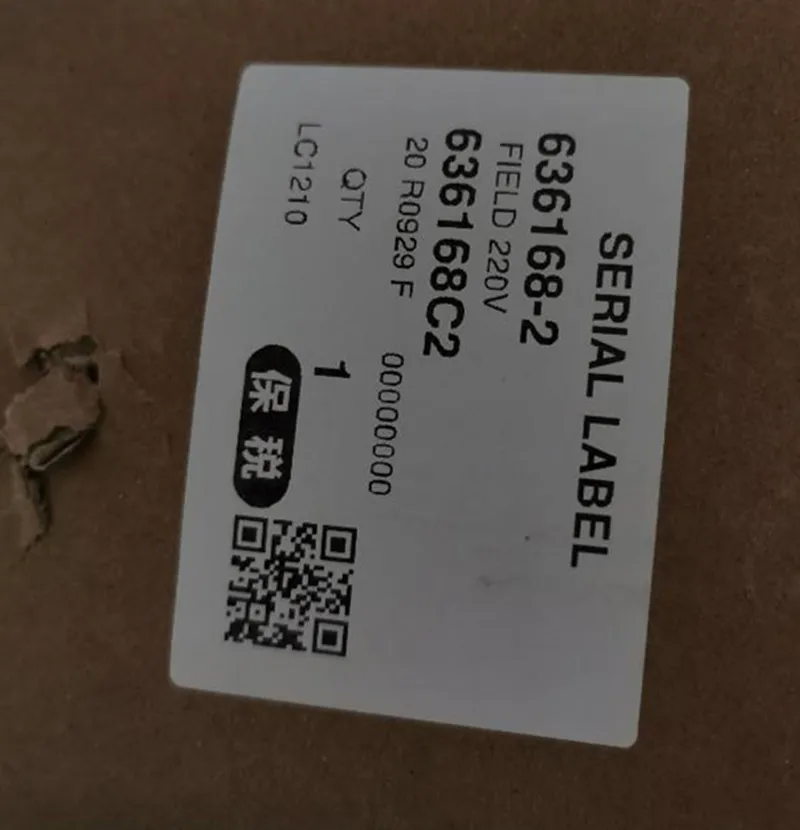 SERIAL LABEL
636168-2
FIELD 220V
636168C2
20 R0929 F 00000000
QTY 1
LC1210 保税